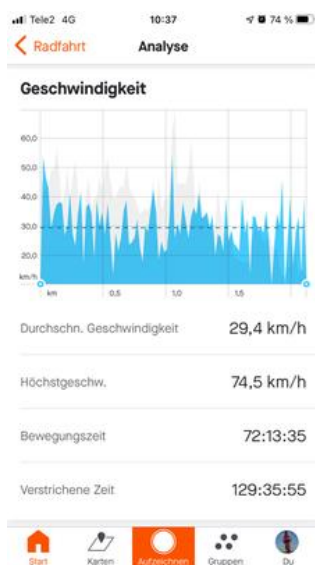 Tele2 4G 10:37 74 %
Radfahrt Analyse
Geschwindigkeit
60,0
50,0
40,0
30,0
20,0
km/h
km 0,5 1,0 1,5
Durchschn. Geschwindigkeit 29,4 km/h
Höchstgeschw. 74,5 km/h
Bewegungszeit 72:13:35
Verstrichene Zeit 129:35:55
Start Karten Aufzeichnen Gruppen Du